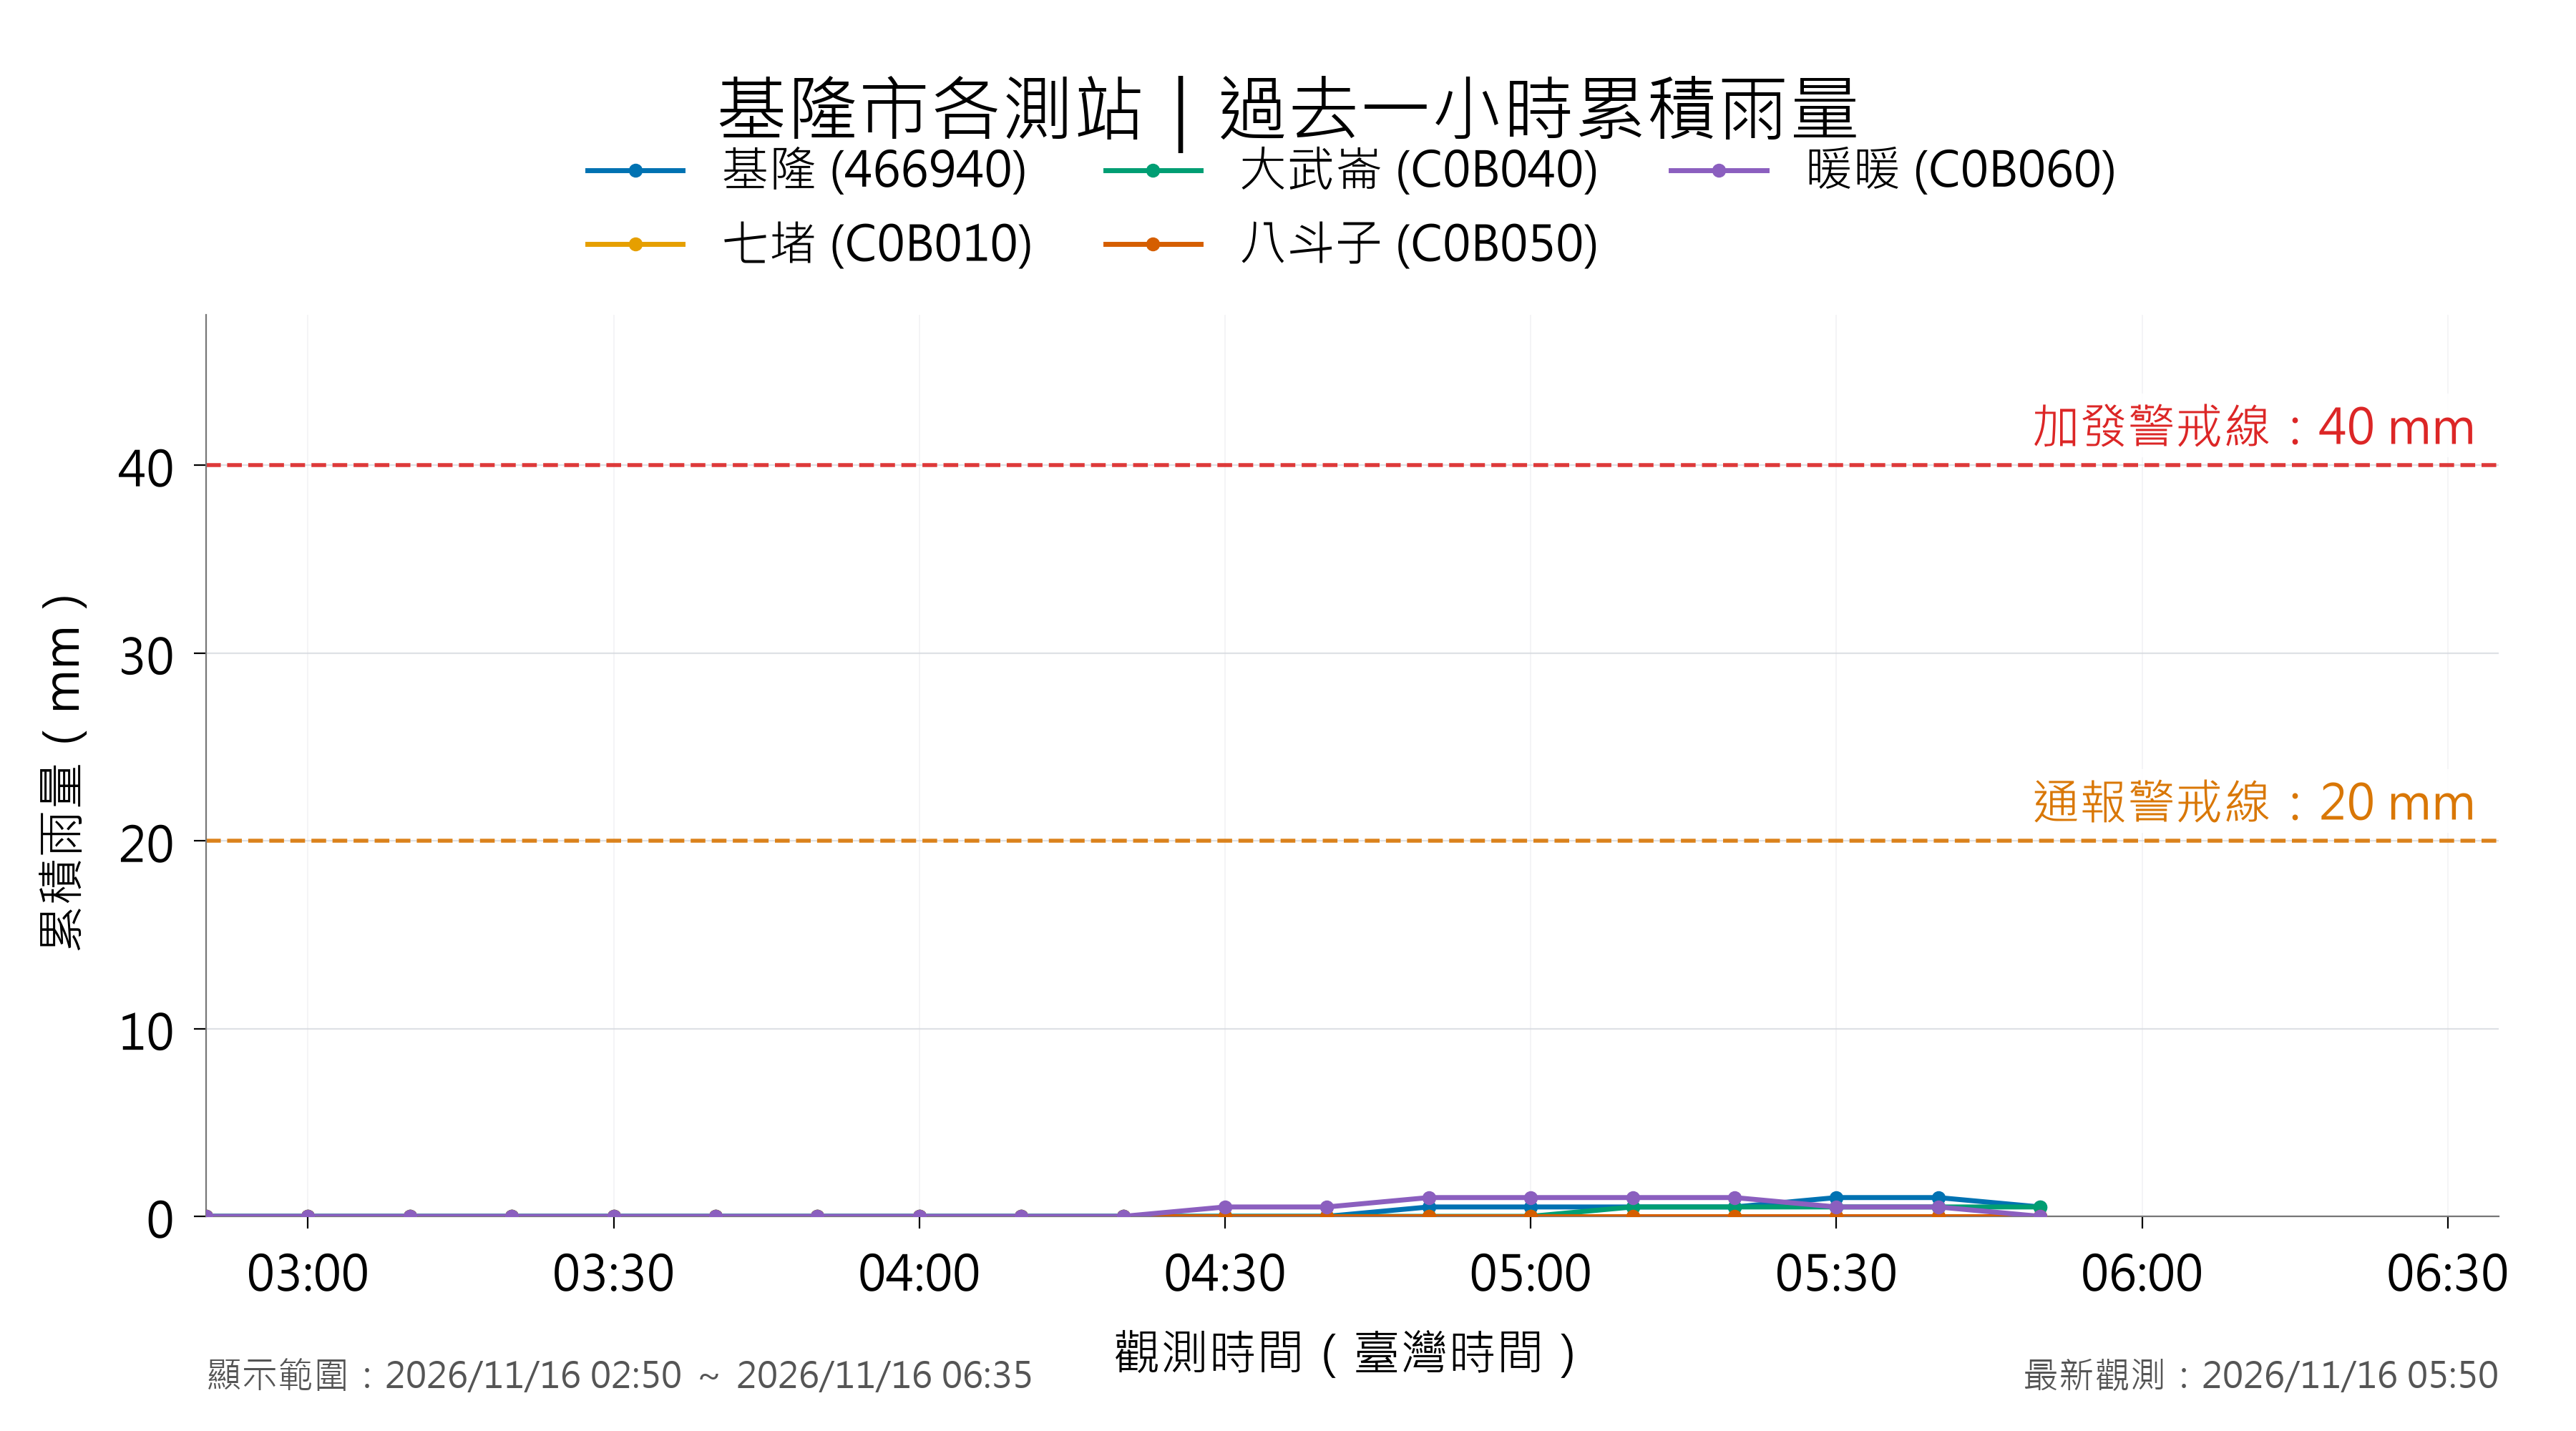 基隆市各測站｜過去一小時累積雨量
基隆 (466940)
大武崙 (C0B040)
暖暖 (C0B060)
七堵 (C0B010)
八斗子 (C0B050)
累積雨量（mm）
40
30
20
10
0
加發警戒線：40 mm
通報警戒線：20 mm
03:00
03:30
04:00
04:30
05:00
05:30
06:00
06:30
觀測時間（臺灣時間）
顯示範圍：2026/11/16 02:50 ~ 2026/11/16 06:35
最新觀測：2026/11/16 05:50